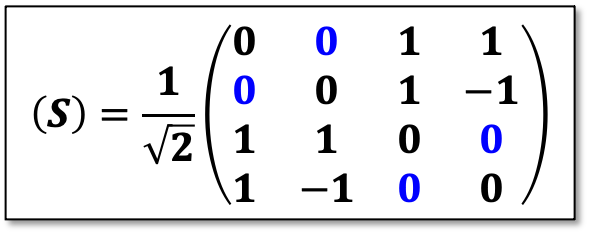 (S) = 1/√2 (
0 0 1 1
0 0 1 −1
1 1 0 0
1 −1 0 0
)